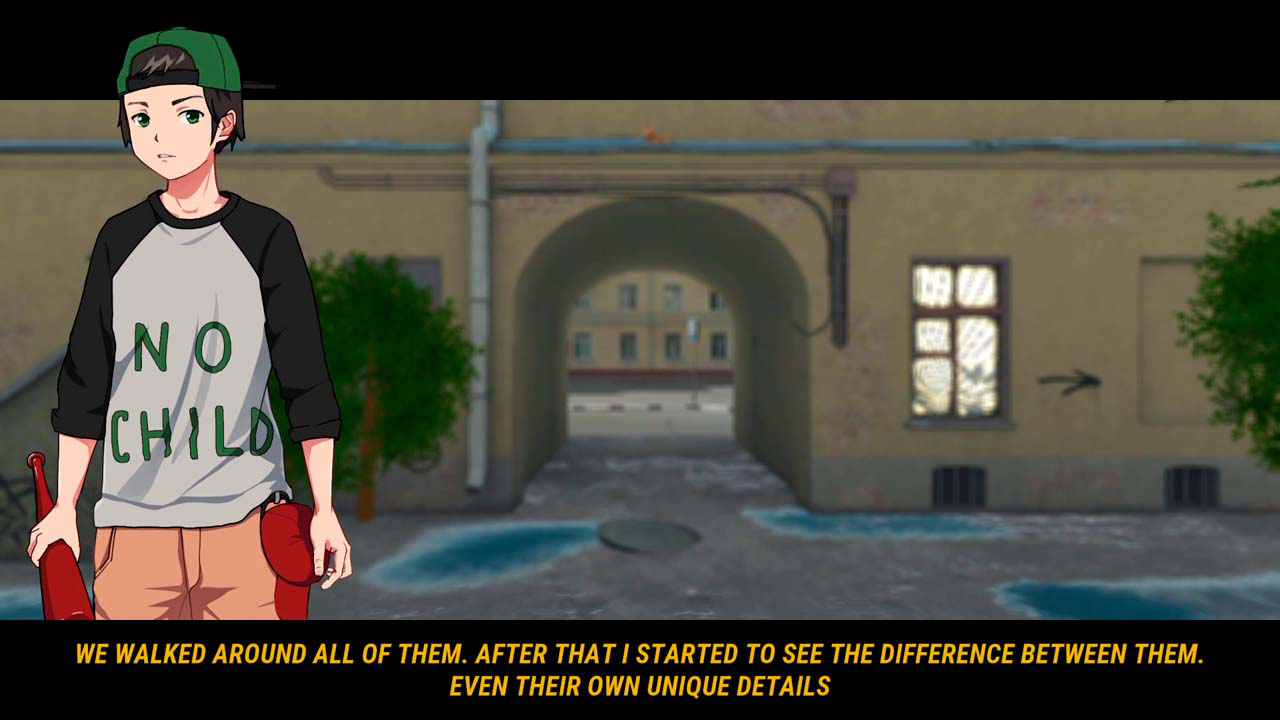 NO
CHILD
WE WALKED AROUND ALL OF THEM. AFTER THAT I STARTED TO SEE THE DIFFERENCE BETWEEN THEM.
EVEN THEIR OWN UNIQUE DETAILS